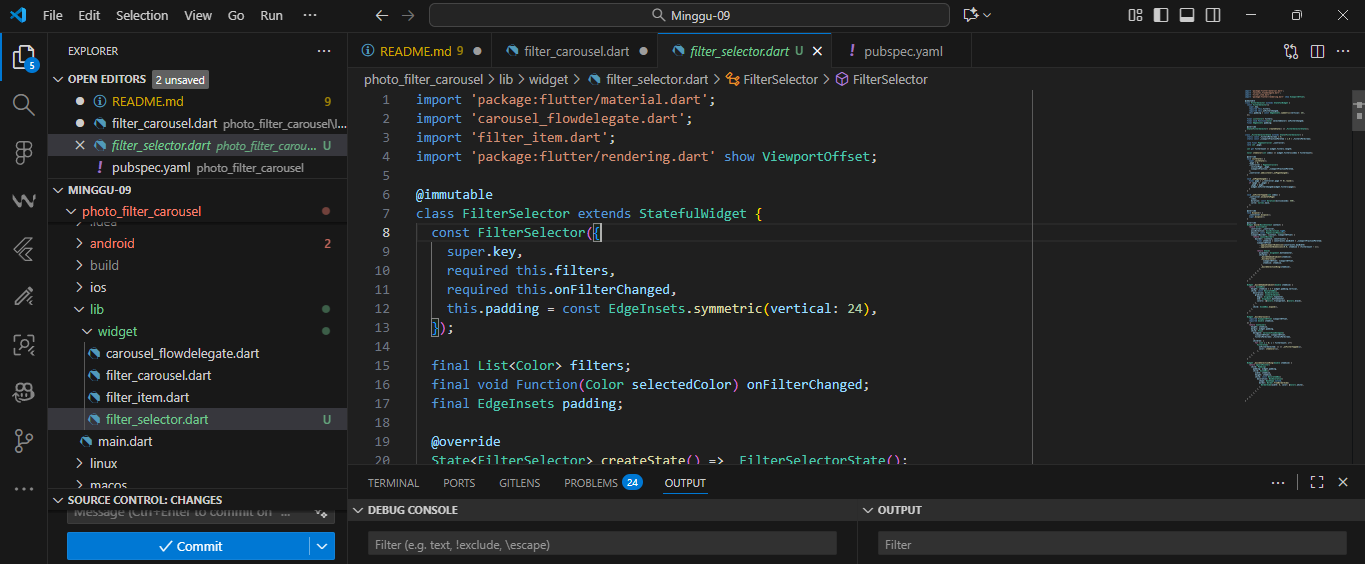 File Edit Selection View Go Run ··· Minggu-09
EXPLORER ···
OPEN EDITORS 2 unsaved
README.md 9
filter_carousel.dart photo_filter_carousel\l...
filter_selector.dart photo_filter_carou... U
pubspec.yaml photo_filter_carousel
MINGGU-09
photo_filter_carousel
.idea
android 2
build
ios
lib
widget
carousel_flowdelegate.dart
filter_carousel.dart
filter_item.dart
filter_selector.dart U
main.dart
linux
macos
SOURCE CONTROL: CHANGES
Message (Ctrl+Enter to commit on ...
Commit
5
README.md 9 filter_carousel.dart filter_selector.dart U pubspec.yaml
photo_filter_carousel > lib > widget > filter_selector.dart > FilterSelector > FilterSelector
1 import 'package:flutter/material.dart';
2 import 'carousel_flowdelegate.dart';
3 import 'filter_item.dart';
4 import 'package:flutter/rendering.dart' show ViewportOffset;
5
6 @immutable
7 class FilterSelector extends StatefulWidget {
8 const FilterSelector({
9 super.key,
10 required this.filters,
11 required this.onFilterChanged,
12 this.padding = const EdgeInsets.symmetric(vertical: 24),
13 });
14
15 final List<Color> filters;
16 final void Function(Color selectedColor) onFilterChanged;
17 final EdgeInsets padding;
18
19 @override
20 State<FilterSelector> createState() => _FilterSelectorState();
TERMINAL PORTS GITLENS PROBLEMS 24 OUTPUT
DEBUG CONSOLE
Filter (e.g. text, !exclude, \escape)
OUTPUT
Filter